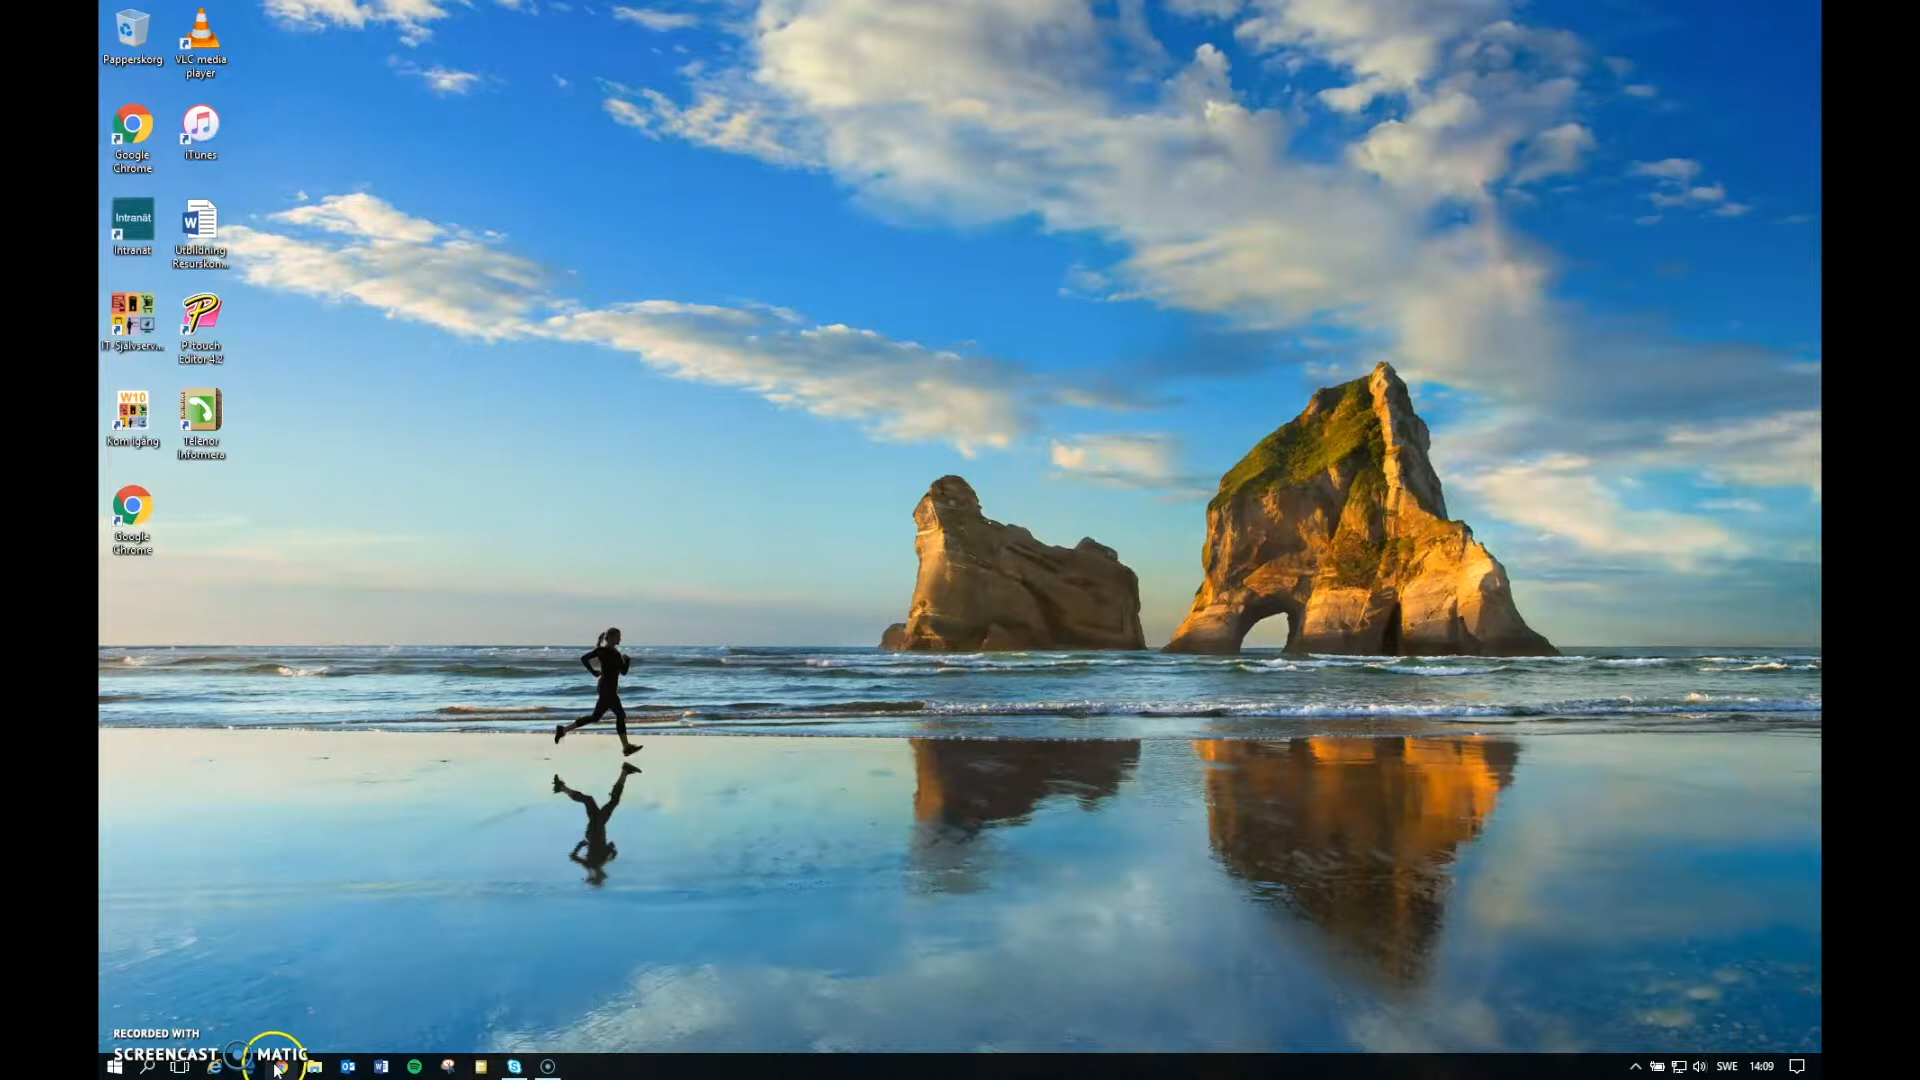 Papperskorg
VLC media
player
Google
Chrome
iTunes
Intranät
Intranät
Utbildning
Resurskon...
IT-Självserv...
P-touch
Editor 4.2
W10
Kom igång
Telenor
Informera
Google
Chrome
RECORDED WITH
SCREENCAST MATIC
SWE 14:09